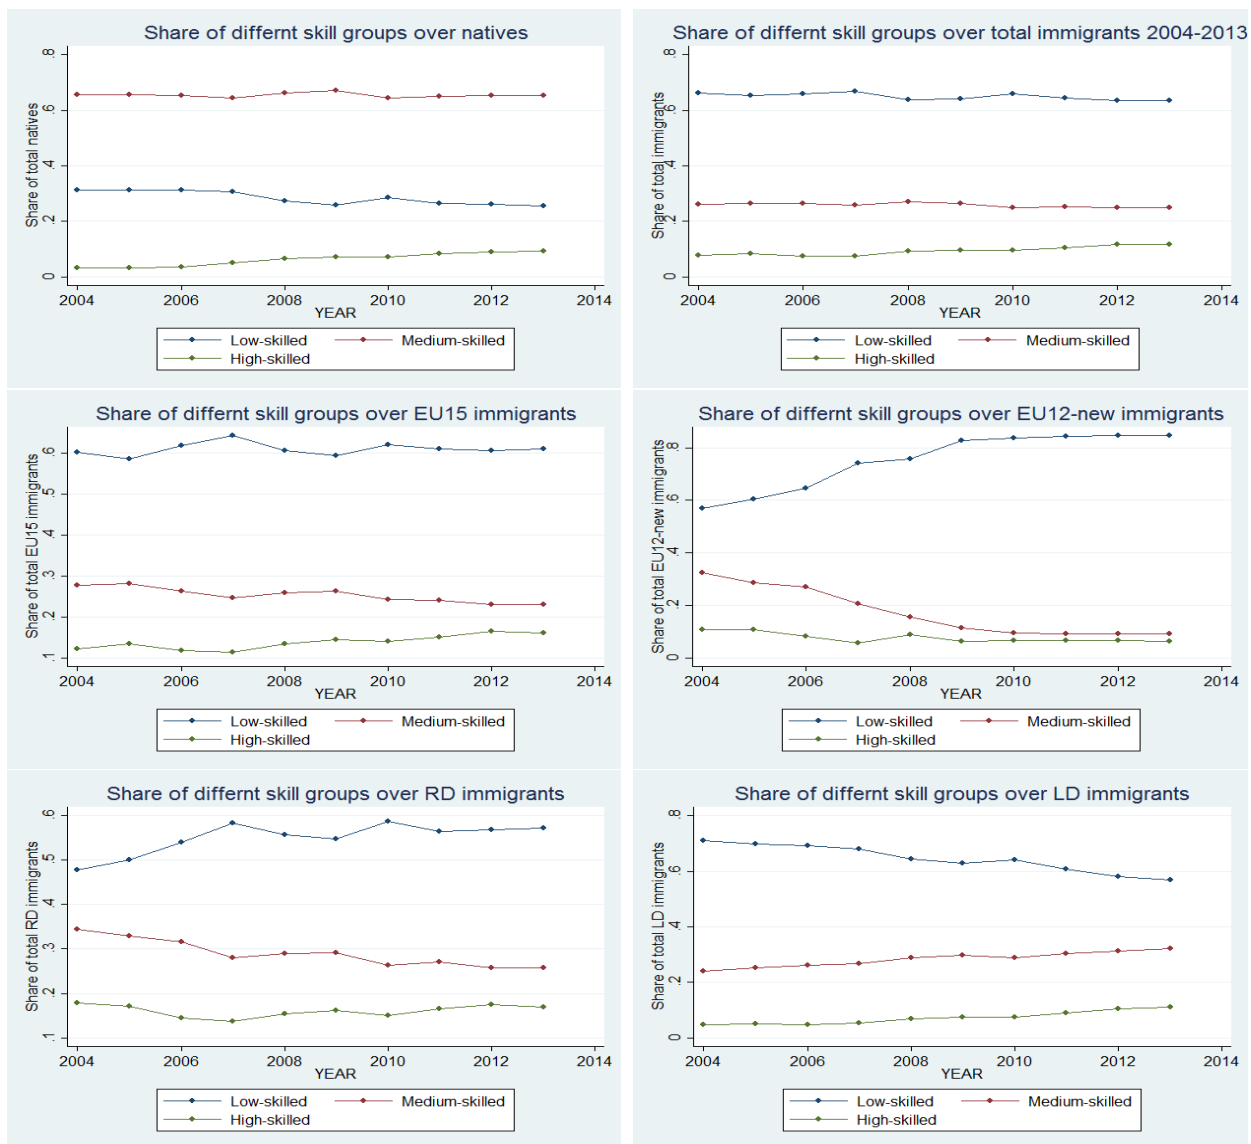 Share of differnt skill groups over natives
Share of total natives
.8
.6
.4
.2
0
2004 2006 2008 2010 2012 2014
YEAR
Low-skilled Medium-skilled
High-skilled
Share of differnt skill groups over total immigrants 2004-2013
Share of total immigrants
.8
.6
.4
.2
0
2004 2006 2008 2010 2012 2014
YEAR
Low-skilled Medium-skilled
High-skilled
Share of differnt skill groups over EU15 immigrants
Share of total EU15 immigrants
.6
.5
.4
.3
.2
.1
2004 2006 2008 2010 2012 2014
YEAR
Low-skilled Medium-skilled
High-skilled
Share of differnt skill groups over EU12-new immigrants
Share of total EU12-new immigrants
.8
.6
.4
.2
0
2004 2006 2008 2010 2012 2014
YEAR
Low-skilled Medium-skilled
High-skilled
Share of differnt skill groups over RD immigrants
Share of total RD immigrants
.6
.5
.4
.3
.2
.1
2004 2006 2008 2010 2012 2014
YEAR
Low-skilled Medium-skilled
High-skilled
Share of differnt skill groups over LD immigrants
Share of total LD immigrants
.8
.6
.4
.2
0
2004 2006 2008 2010 2012 2014
YEAR
Low-skilled Medium-skilled
High-skilled